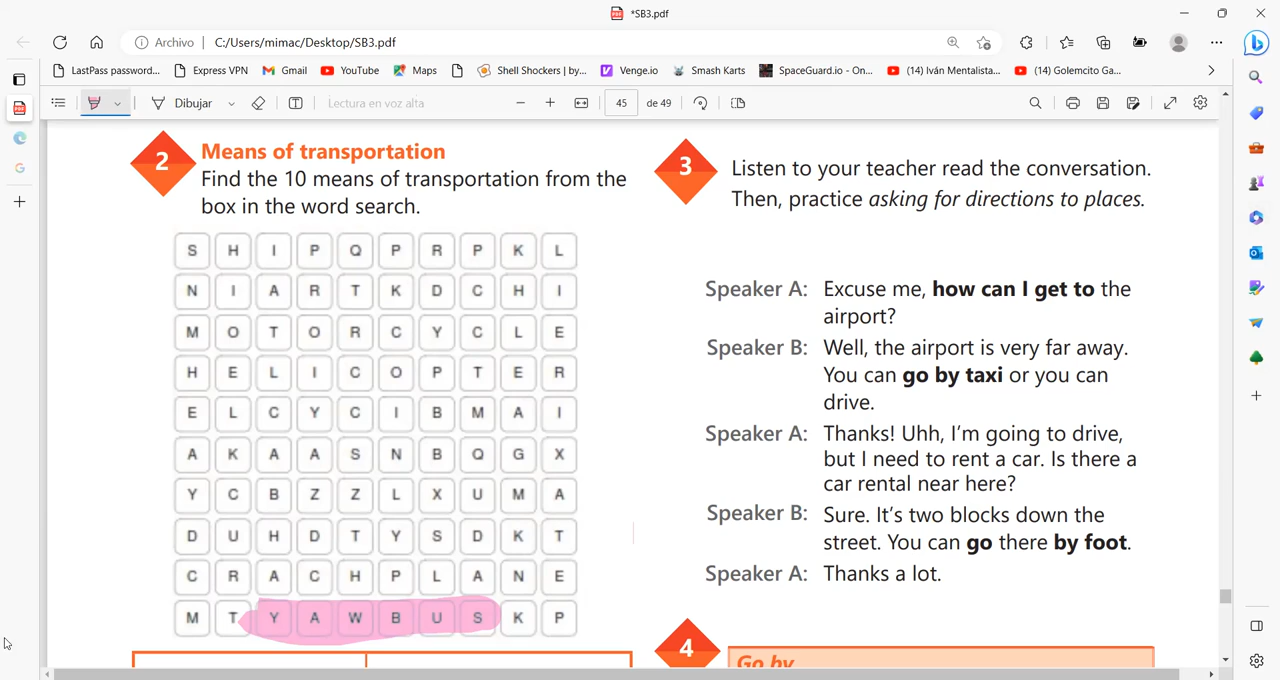 *SB3.pdf
Archivo C:/Users/mimac/Desktop/SB3.pdf
LastPass password... Express VPN Gmail YouTube Maps Shell Shockers | by... Venge.io Smash Karts SpaceGuard.io - On... (14) Iván Mentalista... (14) Golemcito Ga...
Dibujar Lectura en voz alta 45 de 49
2 Means of transportation
Find the 10 means of transportation from the
box in the word search.
S H I P Q P R P K L
N I A R T K D C H I
M O T O R C Y C L E
H E L I C O P T E R
E L C Y C I B M A I
A K A A S N B Q G X
Y C B Z Z L X U M A
D U H D T Y S D K T
C R A C H P L A N E
M T Y A W B U S K P
3 Listen to your teacher read the conversation.
Then, practice asking for directions to places.
Speaker A: Excuse me, how can I get to the
airport?
Speaker B: Well, the airport is very far away.
You can go by taxi or you can
drive.
Speaker A: Thanks! Uhh, I'm going to drive,
but I need to rent a car. Is there a
car rental near here?
Speaker B: Sure. It's two blocks down the
street. You can go there by foot.
Speaker A: Thanks a lot.
4 Go by